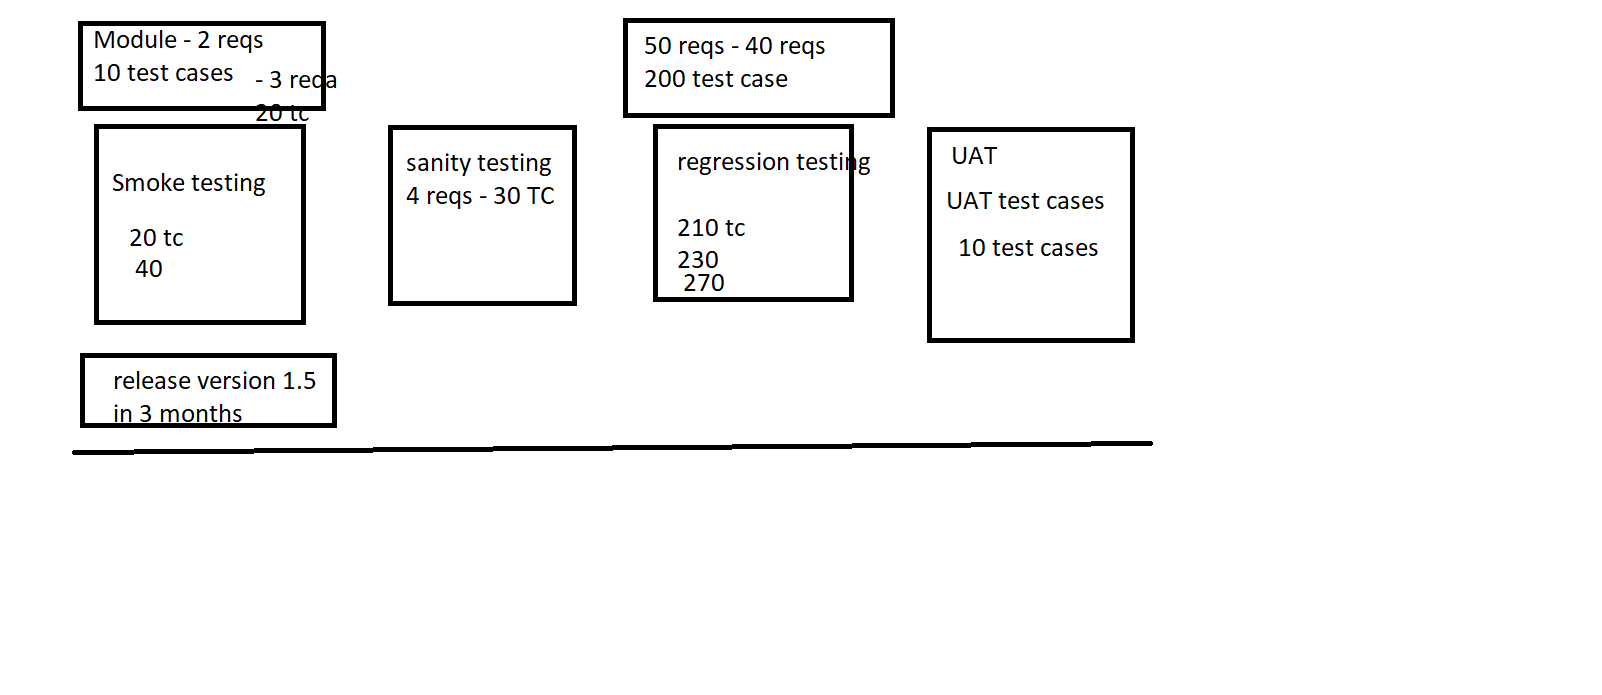 Module - 2 reqs
10 test cases
- 3 reqa
20 tc
50 reqs - 40 reqs
200 test case
Smoke testing
20 tc
40
sanity testing
4 reqs - 30 TC
regression testing
210 tc
230
270
UAT
UAT test cases
10 test cases
release version 1.5
in 3 months